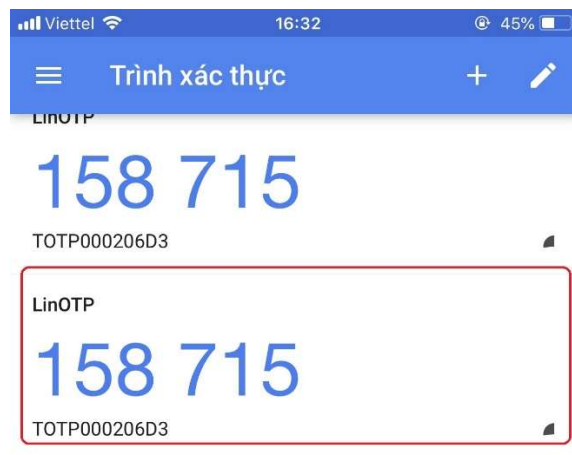 Viettel 16:32 45%
Trình xác thực
LinOTP
158 715
TOTP000206D3
LinOTP
158 715
TOTP000206D3